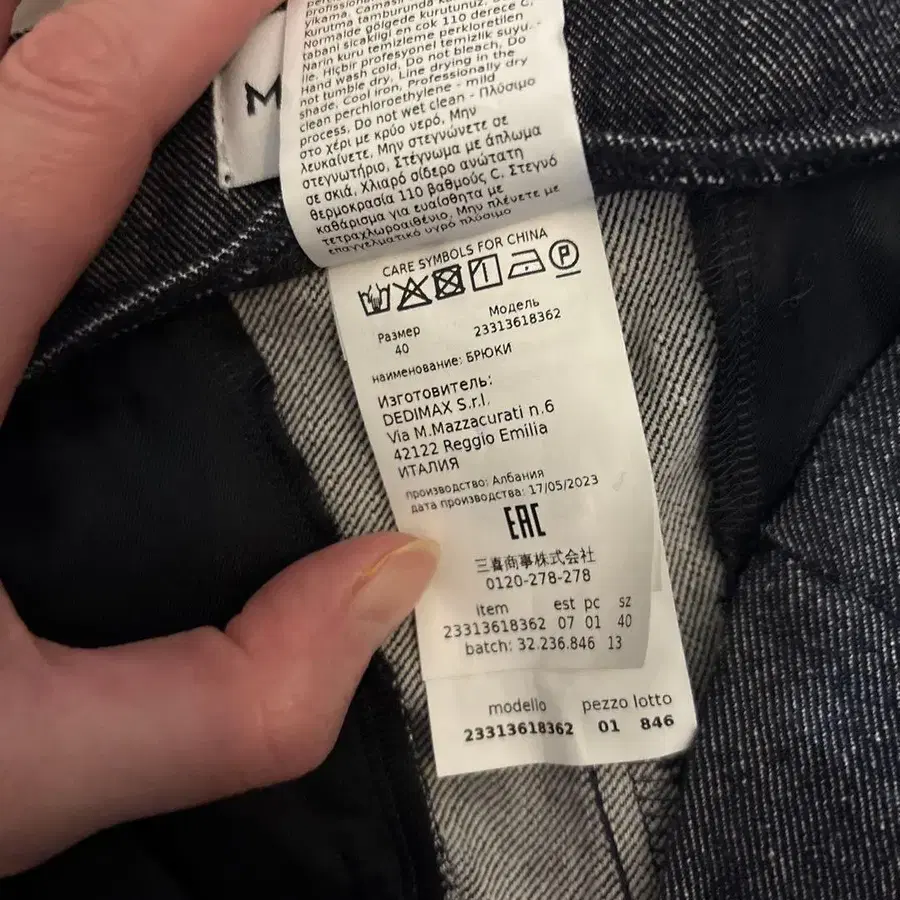 yıkama. Çamaşır
kurutma tamburunda
Normalde gölgede kurutunuz.
tabanı sıcaklığı en çok 110 derece C.
Narin kuru temizleme perkloretilen
ile. Hiçbir profesyonel temizlik suyu. -
Hand wash cold, Do not bleach, Do
not tumble dry, Line drying in the
shade, Cool iron, Professionally dry
clean perchloroethylene - mild
process, Do not wet clean - Πλύσιμο
στο χέρι με κρύο νερό, Μην
λευκαίνετε, Μην στεγνώνετε σε
στεγνωτήριο, Στέγνωμα με άπλωμα
σε σκιά, Χλιαρό σίδερο ανώτατη
θερμοκρασία 110 βαθμούς C, Στεγνό
καθάρισμα για ευαίσθητα με
τετραχλωροαιθένιο, Μην πλένετε με
επαγγελματικό υγρό πλύσιμο
M
CARE SYMBOLS FOR CHINA
P
Размер Модель
40 23313618362
наименование: БРЮКИ
Изготовитель:
DEDIMAX S.r.l.
Via M.Mazzacurati n.6
42122 Reggio Emilia
ИТАЛИЯ
производство: Албания
дата производства: 17/05/2023
EAC
三喜商事株式会社
0120-278-278
item est pc sz
23313618362 07 01 40
batch: 32.236.846 13
modello pezzo lotto
23313618362 01 846